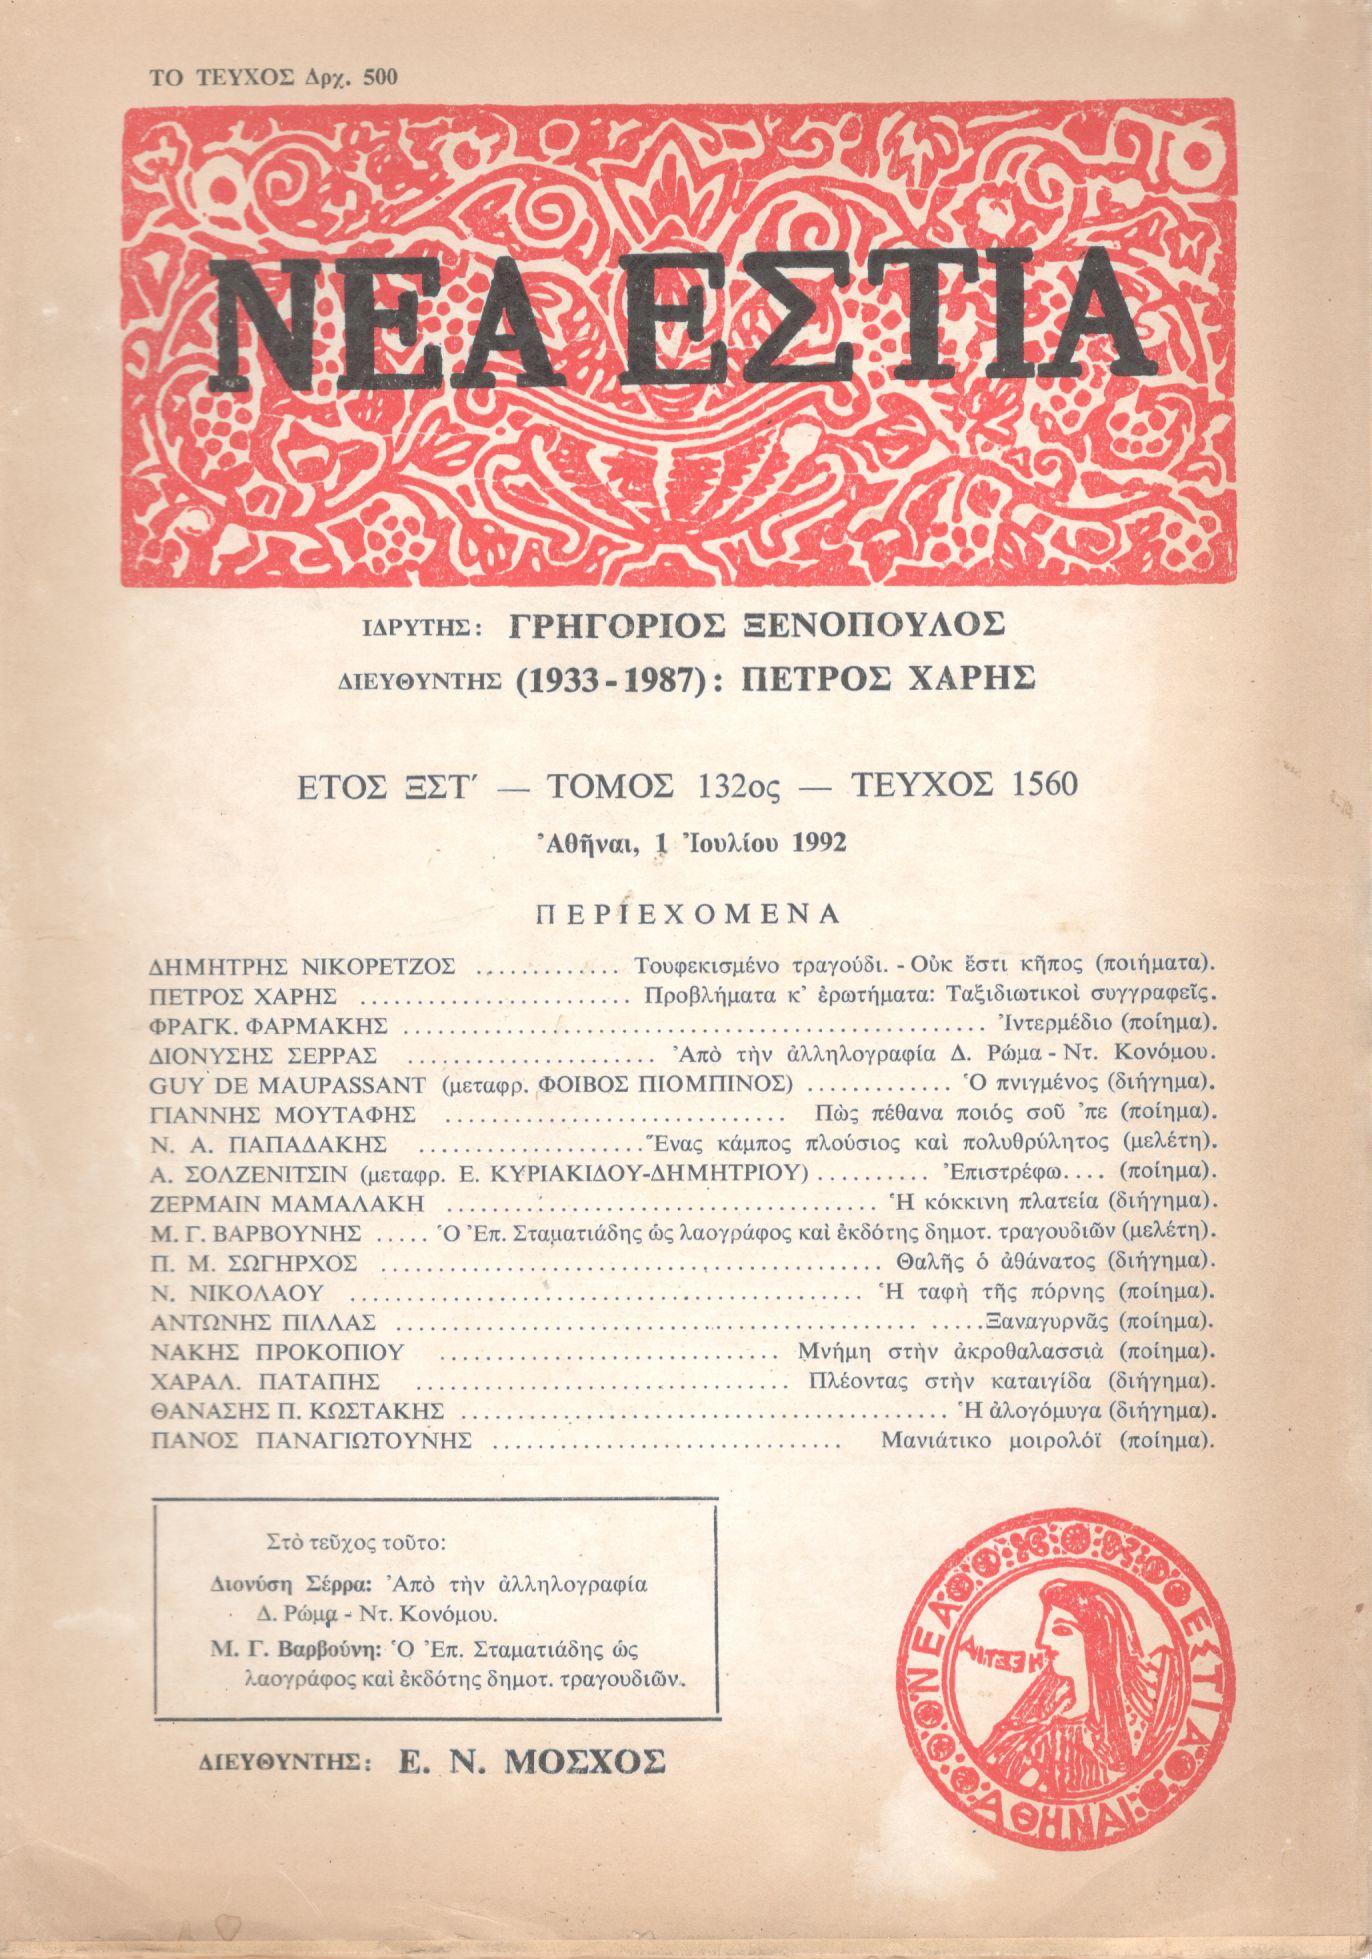 ΤΟ ΤΕΥΧΟΣ Δρχ. 500
ΝΕΑ ΕΣΤΙΑ
ΙΔΡΥΤΗΣ: ΓΡΗΓΟΡΙΟΣ ΞΕΝΟΠΟΥΛΟΣ
ΔΙΕΥΘΥΝΤΗΣ (1933-1987): ΠΕΤΡΟΣ ΧΑΡΗΣ
ΕΤΟΣ ΞΣΤ΄ — ΤΟΜΟΣ 132ος — ΤΕΥΧΟΣ 1560
Ἀθῆναι, 1 Ἰουλίου 1992
ΠΕΡΙΕΧΟΜΕΝΑ
ΔΗΜΗΤΡΗΣ ΝΙΚΟΡΕΤΖΟΣ ............. Τουφεκισμένο τραγούδι. - Οὐκ ἔστι κῆπος (ποιήματα).
ΠΕΤΡΟΣ ΧΑΡΗΣ ......................... Προβλήματα κ' ἐρωτήματα: Ταξιδιωτικοὶ συγγραφεῖς.
ΦΡΑΓΚ. ΦΑΡΜΑΚΗΣ ..................................................... Ἰντερμέδιο (ποίημα).
ΔΙΟΝΥΣΗΣ ΣΕΡΡΑΣ ....................... Ἀπὸ τὴν ἀλληλογραφία Δ. Ρώμα - Ντ. Κονόμου.
GUY DE MAUPASSANT (μεταφρ. ΦΟΙΒΟΣ ΠΙΟΜΠΙΝΟΣ) ............. Ὁ πνιγμένος (διήγημα).
ΓΙΑΝΝΗΣ ΜΟΥΤΑΦΗΣ ............................... Πὼς πέθανα ποιός σοῦ 'πε (ποίημα).
Ν. Α. ΠΑΠΑΔΑΚΗΣ .....................Ἕνας κάμπος πλούσιος καὶ πολυθρύλητος (μελέτη).
Α. ΣΟΛΖΕΝΙΤΣΙΝ (μεταφρ. Ε. ΚΥΡΙΑΚΙΔΟΥ-ΔΗΜΗΤΡΙΟΥ) .......... Ἐπιστρέφω.... (ποίημα).
ΖΕΡΜΑΙΝ ΜΑΜΑΛΑΚΗ ....................................... Ἡ κόκκινη πλατεία (διήγημα).
Μ. Γ. ΒΑΡΒΟΥΝΗΣ ..... Ὁ Ἐπ. Σταματιάδης ὡς λαογράφος καὶ ἐκδότης δημοτ. τραγουδιῶν (μελέτη).
Π. Μ. ΣΩΓΗΡΧΟΣ .............................................. Θαλῆς ὁ ἀθάνατος (διήγημα).
Ν. ΝΙΚΟΛΑΟΥ .............................................. Ἡ ταφὴ τῆς πόρνης (ποίημα).
ΑΝΤΩΝΗΣ ΠΙΛΛΑΣ ................................................ .....Ξαναγυρνᾶς (ποίημα).
ΝΑΚΗΣ ΠΡΟΚΟΠΙΟΥ ............................... Μνήμη στὴν ἀκροθαλασσιὰ (ποίημα).
ΧΑΡΑΛ. ΠΑΤΑΠΗΣ .................................. Πλέοντας στὴν καταιγίδα (διήγημα).
ΘΑΝΑΣΗΣ Π. ΚΩΣΤΑΚΗΣ ............................................ Ἡ ἀλογόμυγα (διήγημα).
ΠΑΝΟΣ ΠΑΝΑΓΙΩΤΟΥΝΗΣ ................................ Μανιάτικο μοιρολόϊ (ποίημα).
Στὸ τεῦχος τοῦτο:
Διονύση Σέρρα: Ἀπὸ τὴν ἀλληλογραφία
Δ. Ρώμα - Ντ. Κονόμου.
Μ. Γ. Βαρβούνη: Ὁ Ἐπ. Σταματιάδης ὡς
λαογράφος καὶ ἐκδότης δημοτ. τραγουδιῶν.
ΔΙΕΥΘΥΝΤΗΣ: Ε. Ν. ΜΟΣΧΟΣ
ΝΕΑ ΕΣΤΙΑ
Η ΕΣΤΙΑ
ΑΘΗΝΑΙ